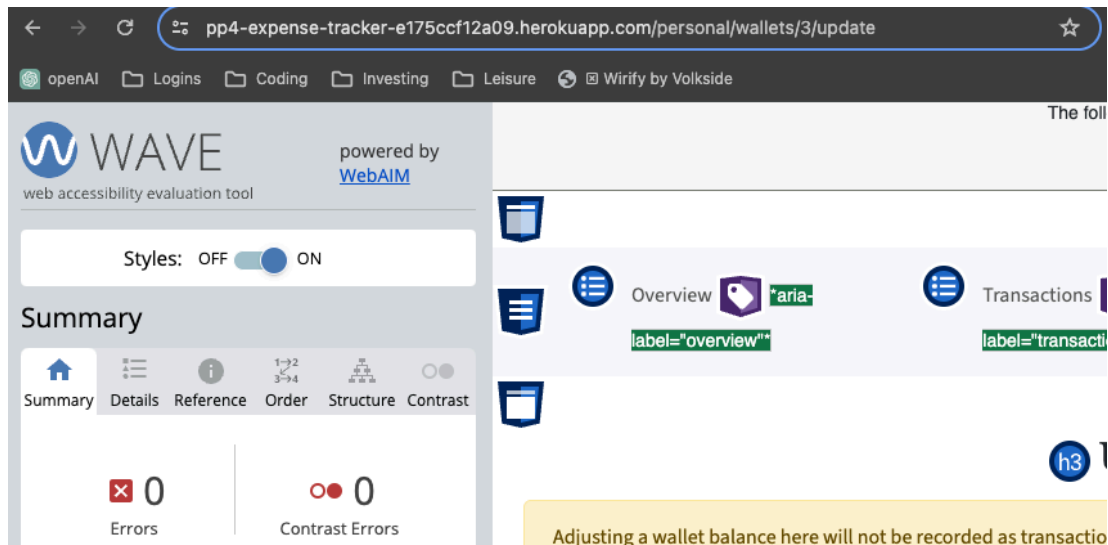 pp4-expense-tracker-e175ccf12a09.herokuapp.com/personal/wallets/3/update
openAI Logins Coding Investing Leisure Wirify by Volkside
The foll
WAVE
web accessibility evaluation tool
powered by
WebAIM
Styles: OFF ON
Summary
Summary Details Reference Order Structure Contrast
0
Errors
0
Contrast Errors
Overview *aria-
label="overview"*
Transactions
label="transacti
h3
Adjusting a wallet balance here will not be recorded as transactio